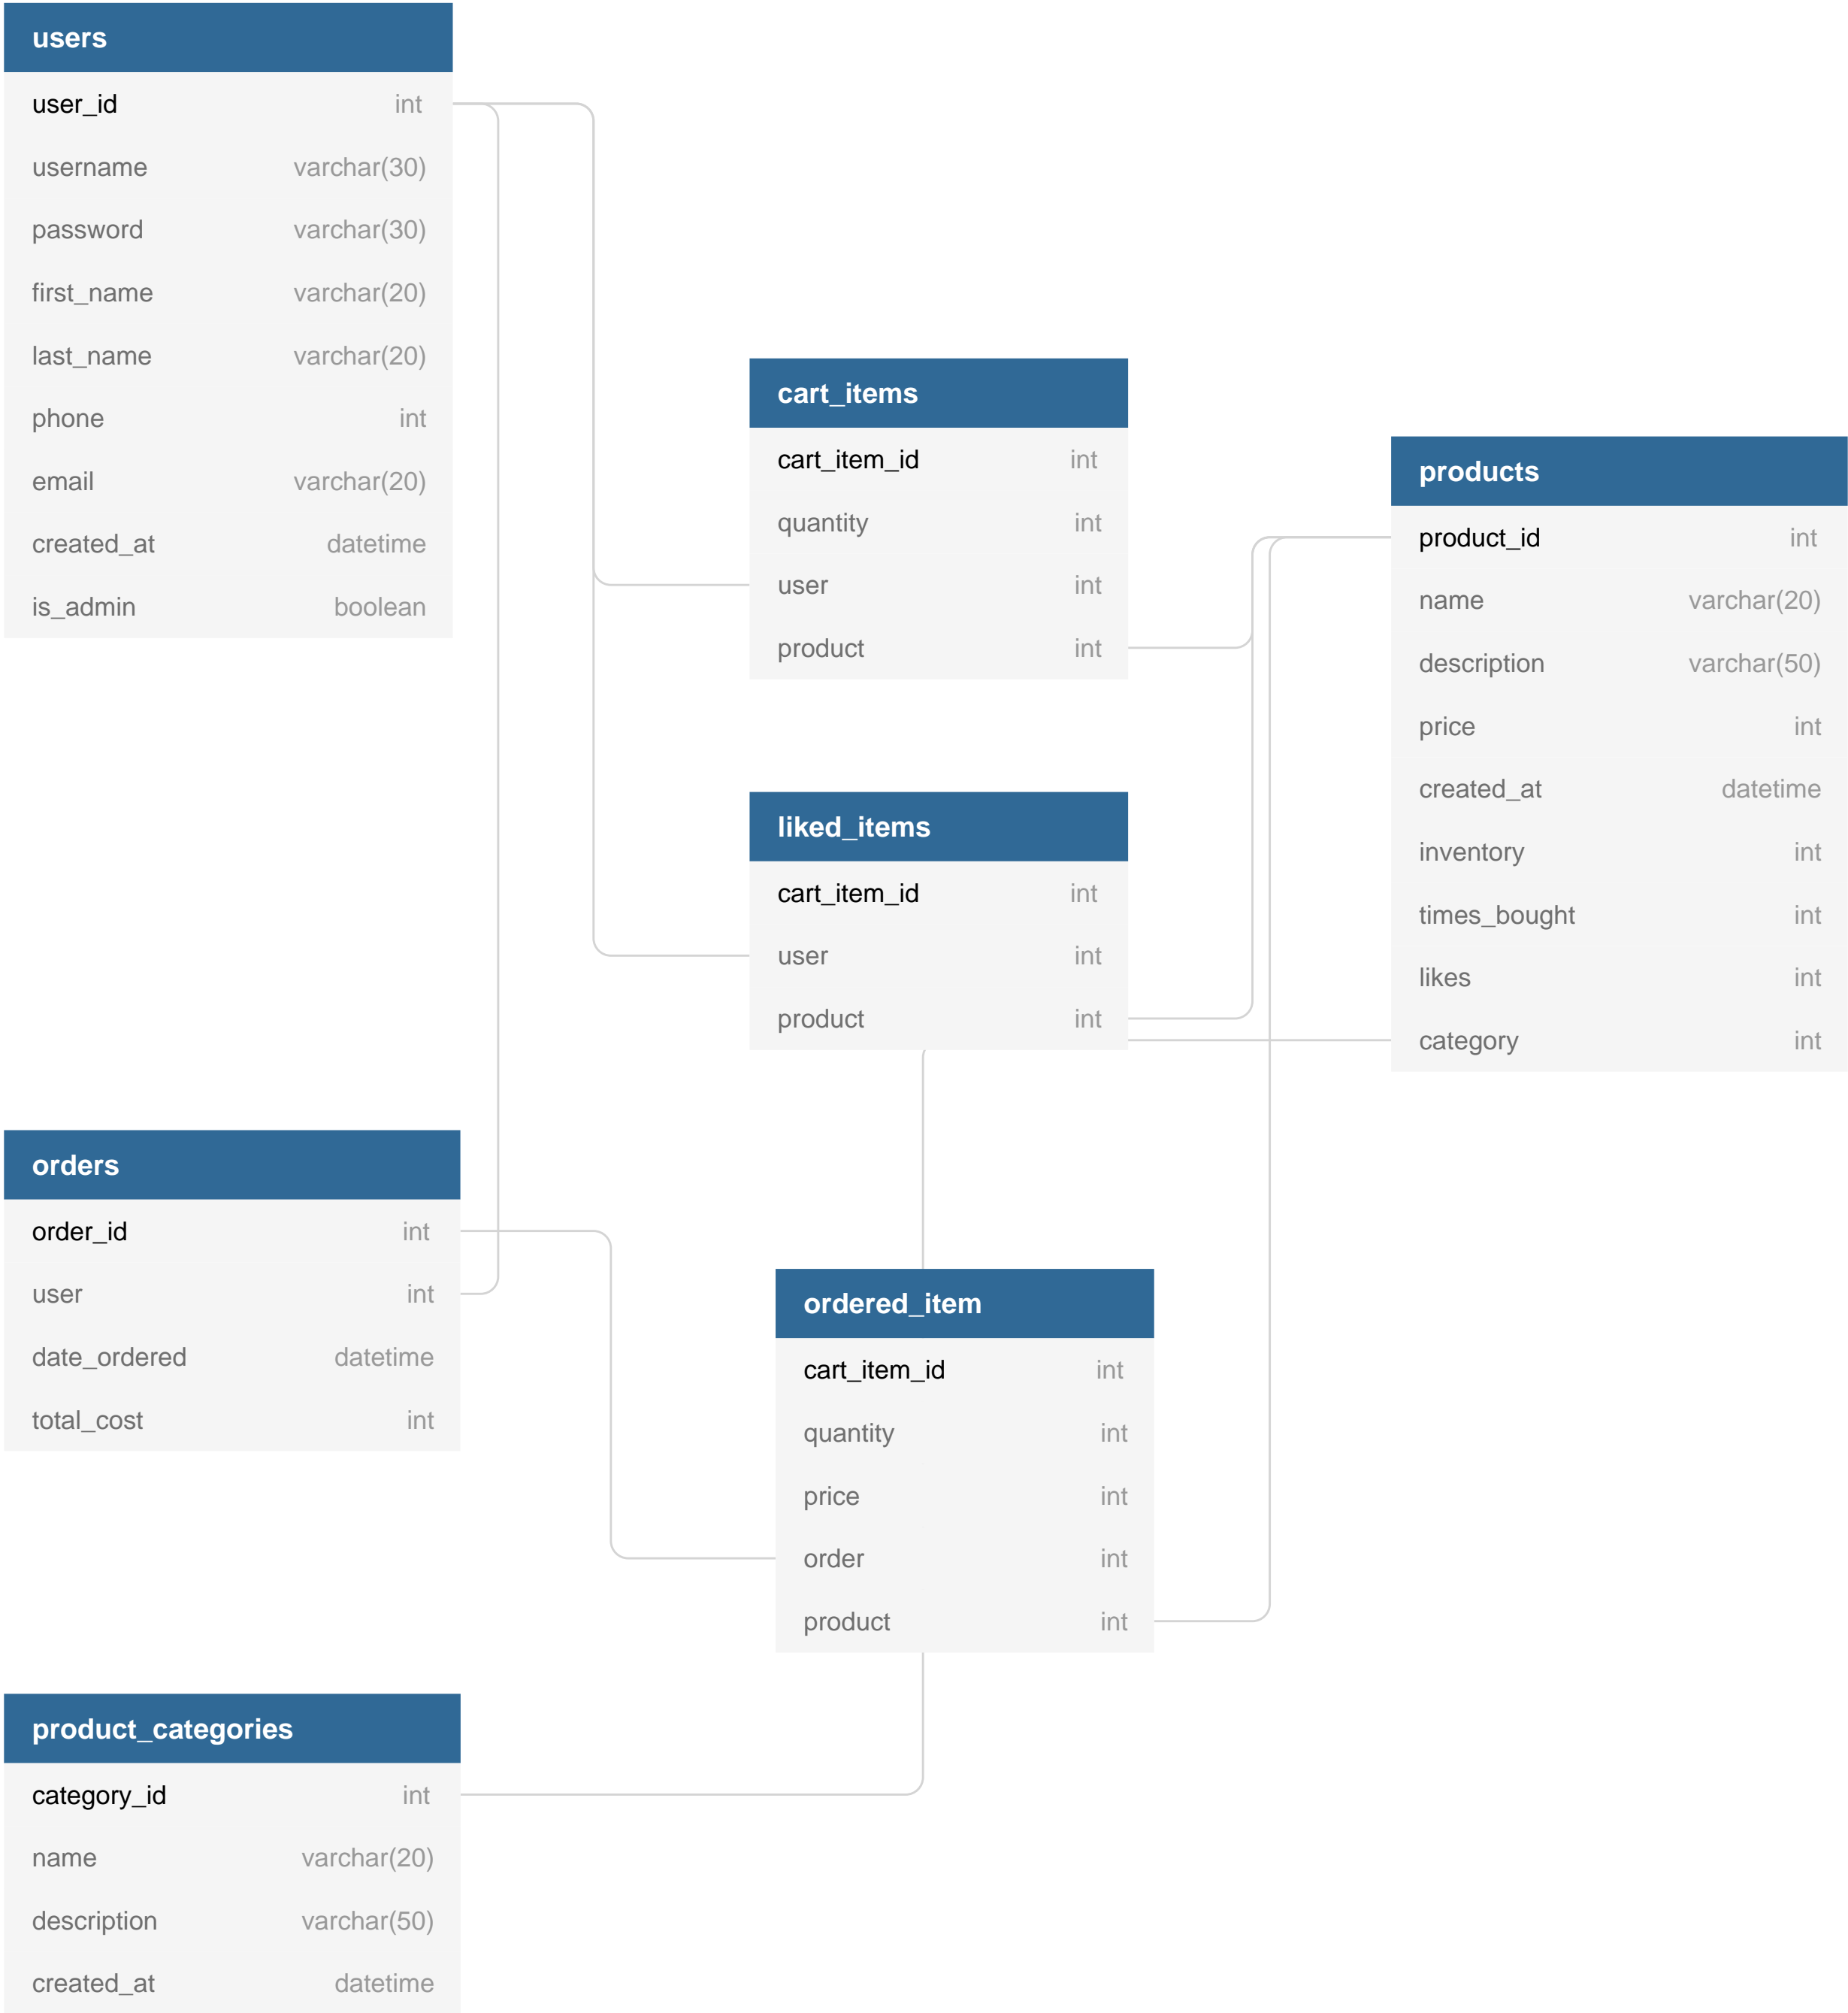 users
user_id int
username varchar(30)
password varchar(30)
first_name varchar(20)
last_name varchar(20)
phone int
email varchar(20)
created_at datetime
is_admin boolean
cart_items
cart_item_id int
quantity int
user int
product int
products
product_id int
name varchar(20)
description varchar(50)
price int
created_at datetime
inventory int
times_bought int
likes int
category int
liked_items
cart_item_id int
user int
product int
orders
order_id int
user int
date_ordered datetime
total_cost int
ordered_item
cart_item_id int
quantity int
price int
order int
product int
product_categories
category_id int
name varchar(20)
description varchar(50)
created_at datetime